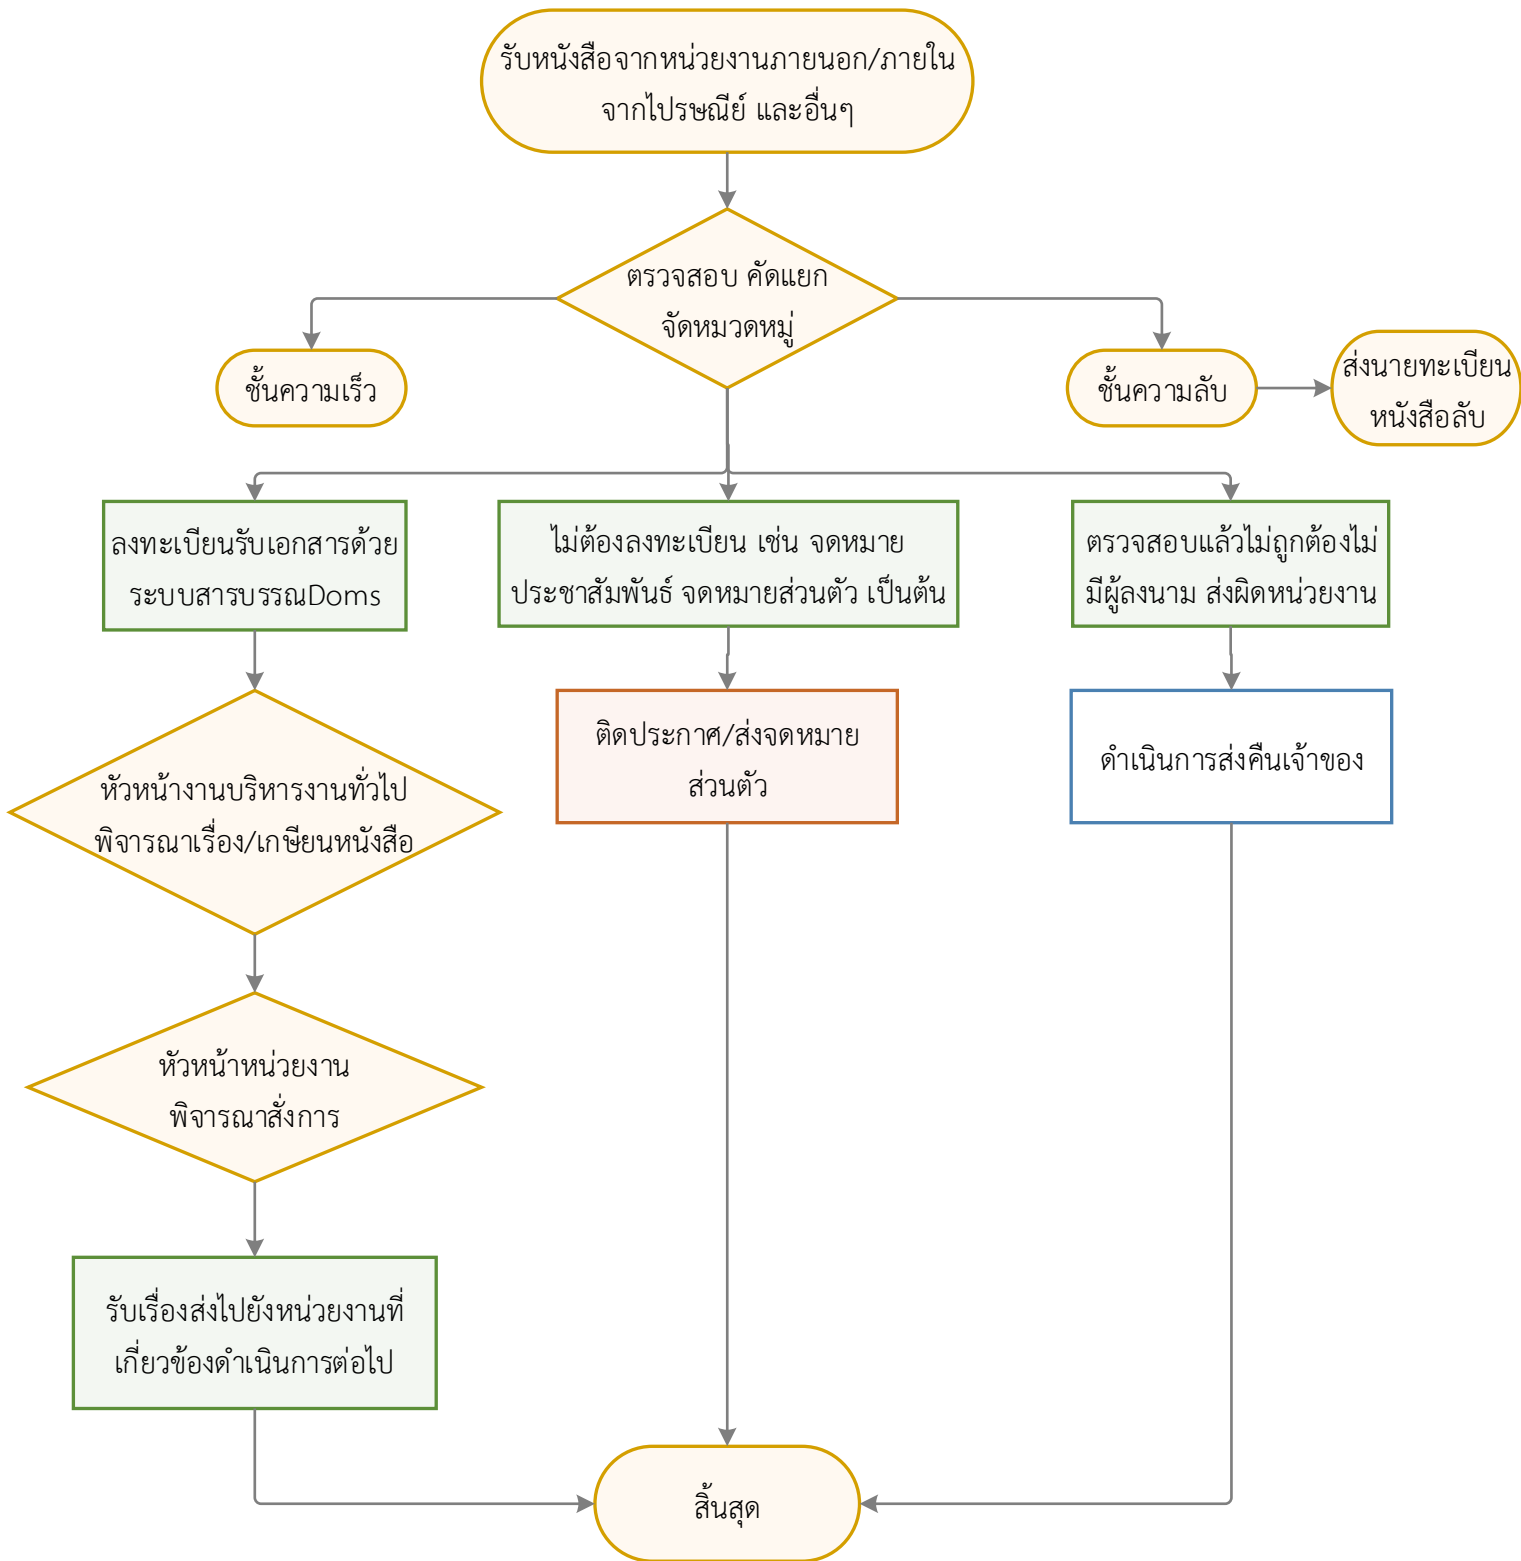 รับหนังสือจากหน่วยงานภายนอก/ภายใน
จากไปรษณีย์ และอื่นๆ
ตรวจสอบ คัดแยก
จัดหมวดหมู่
ชั้นความเร็ว
ชั้นความลับ
ส่งนายทะเบียน
หนังสือลับ
ลงทะเบียนรับเอกสารด้วย
ระบบสารบรรณDoms
ไม่ต้องลงทะเบียน เช่น จดหมาย
ประชาสัมพันธ์ จดหมายส่วนตัว เป็นต้น
ตรวจสอบแล้วไม่ถูกต้องไม่
มีผู้ลงนาม ส่งผิดหน่วยงาน
หัวหน้างานบริหารงานทั่วไป
พิจารณาเรื่อง/เกษียนหนังสือ
ติดประกาศ/ส่งจดหมาย
ส่วนตัว
ดำเนินการส่งคืนเจ้าของ
หัวหน้าหน่วยงาน
พิจารณาสั่งการ
รับเรื่องส่งไปยังหน่วยงานที่
เกี่ยวข้องดำเนินการต่อไป
สิ้นสุด